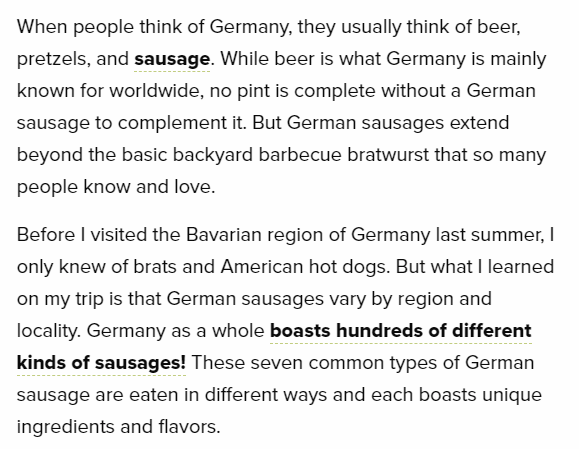 When people think of Germany, they usually think of beer,
pretzels, and sausage. While beer is what Germany is mainly
known for worldwide, no pint is complete without a German
sausage to complement it. But German sausages extend
beyond the basic backyard barbecue bratwurst that so many
people know and love.
Before I visited the Bavarian region of Germany last summer, I
only knew of brats and American hot dogs. But what I learned
on my trip is that German sausages vary by region and
locality. Germany as a whole boasts hundreds of different
kinds of sausages! These seven common types of German
sausage are eaten in different ways and each boasts unique
ingredients and flavors.